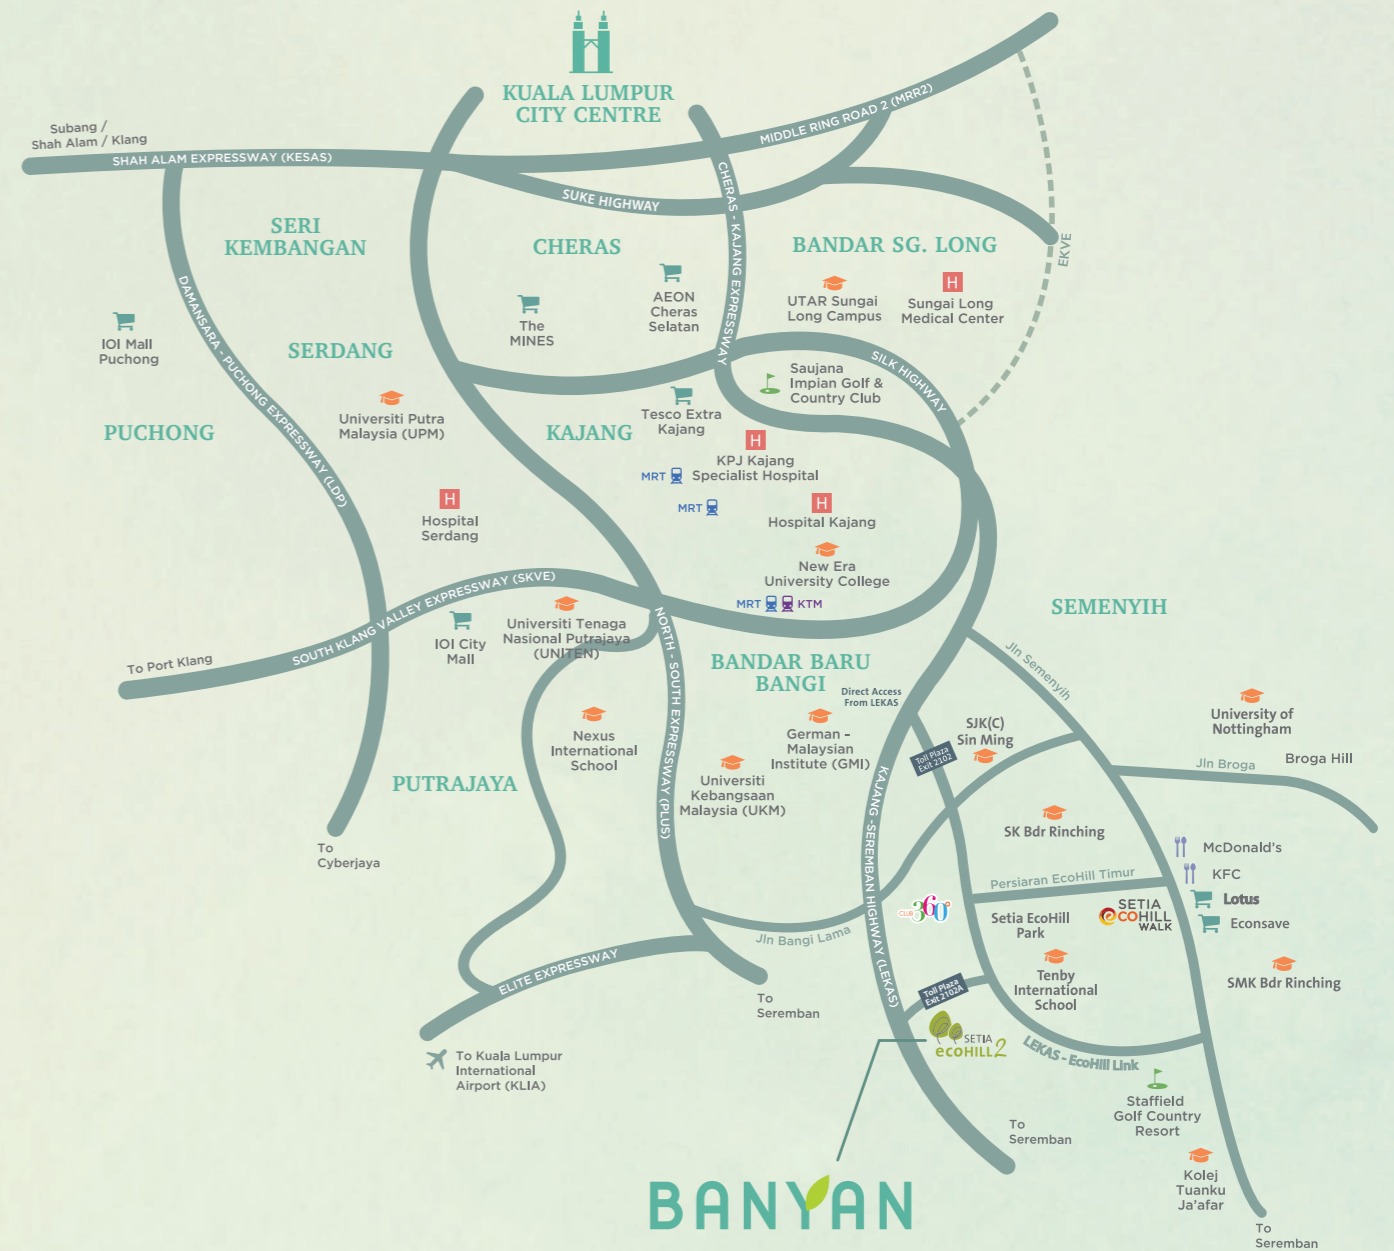 KUALA LUMPUR
CITY CENTRE
Subang /
Shah Alam / Klang
SHAH ALAM EXPRESSWAY (KESAS)
MIDDLE RING ROAD 2 (MRR2)
SUKE HIGHWAY
CHERAS - KAJANG EXPRESSWAY
EKVE
SERI
KEMBANGAN
CHERAS
BANDAR SG. LONG
DAMANSARA - PUCHONG EXPRESSWAY (LDP)
IOI Mall
Puchong
The
MINES
AEON
Cheras
Selatan
UTAR Sungai
Long Campus
H
Sungai Long
Medical Center
SERDANG
SILK HIGHWAY
Saujana
Impian Golf &
Country Club
PUCHONG
Universiti Putra
Malaysia (UPM)
KAJANG
Tesco Extra
Kajang
H
KPJ Kajang
Specialist Hospital
MRT
MRT
H
Hospital
Serdang
H
Hospital Kajang
New Era
University College
MRT
KTM
SOUTH KLANG VALLEY EXPRESSWAY (SKVE)
To Port Klang
IOI City
Mall
Universiti Tenaga
Nasional Putrajaya
(UNITEN)
NORTH - SOUTH EXPRESSWAY (PLUS)
SEMENYIH
Jln Semenyih
BANDAR BARU
BANGI
Direct Access
From LEKAS
Toll Plaza
Exit 2102
SJK(C)
Sin Ming
University of
Nottingham
Jln Broga
Broga Hill
Nexus
International
School
German -
Malaysian
Institute (GMI)
Universiti
Kebangsaan
Malaysia (UKM)
PUTRAJAYA
To
Cyberjaya
KAJANG -SEREMBAN HIGHWAY (LEKAS)
SK Bdr Rinching
McDonald's
KFC
Lotus
Econsave
Persiaran EcoHill Timur
CLUB 360°
Setia EcoHill
Park
SETIA
ECOHILL
WALK
Jln Bangi Lama
ELITE EXPRESSWAY
To
Seremban
Tenby
International
School
SMK Bdr Rinching
Toll Plaza
Exit 2102A
SETIA
ecoHILL 2
LEKAS - EcoHill Link
To Kuala Lumpur
International
Airport (KLIA)
Staffield
Golf Country
Resort
To
Seremban
Kolej
Tuanku
Ja'afar
To
Seremban
BANYAN